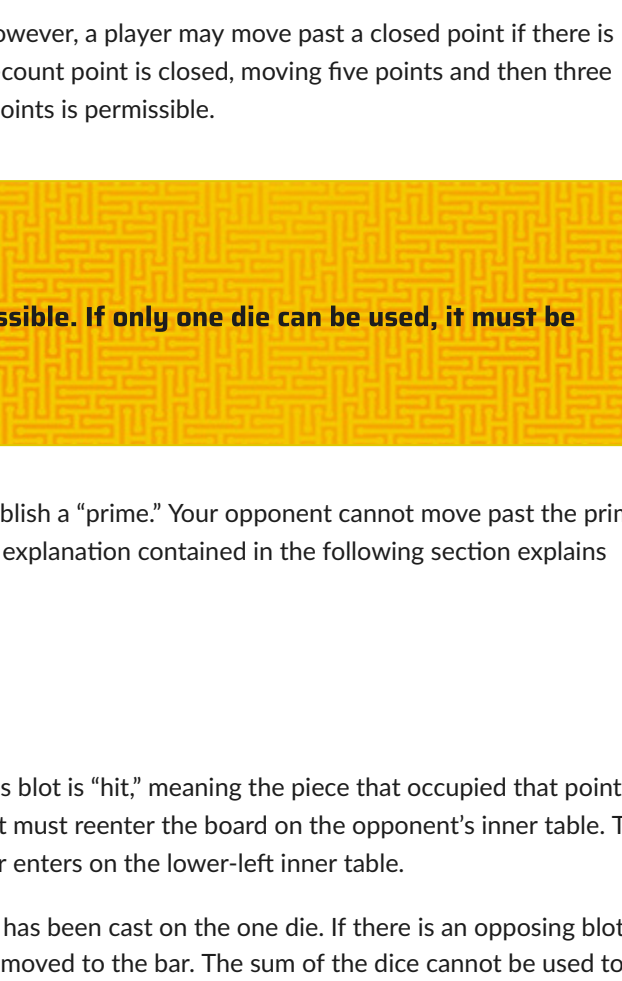 owever, a player may move past a closed point if there is
count point is closed, moving five points and then three
oints is permissible.
ssible. If only one die can be used, it must be
blish a “prime.” Your opponent cannot move past the prim
explanation contained in the following section explains
s blot is “hit,” meaning the piece that occupied that point
t must reenter the board on the opponent’s inner table. T
r enters on the lower-left inner table.
has been cast on the one die. If there is an opposing blot
moved to the bar. The sum of the dice cannot be used to